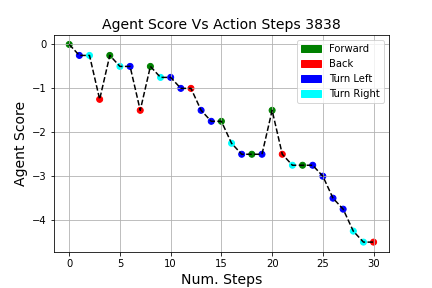 Agent Score Vs Action Steps 3838
Forward
Back
Turn Left
Turn Right
0
−1
−2
−3
−4
Agent Score
0 5 10 15 20 25 30
Num. Steps